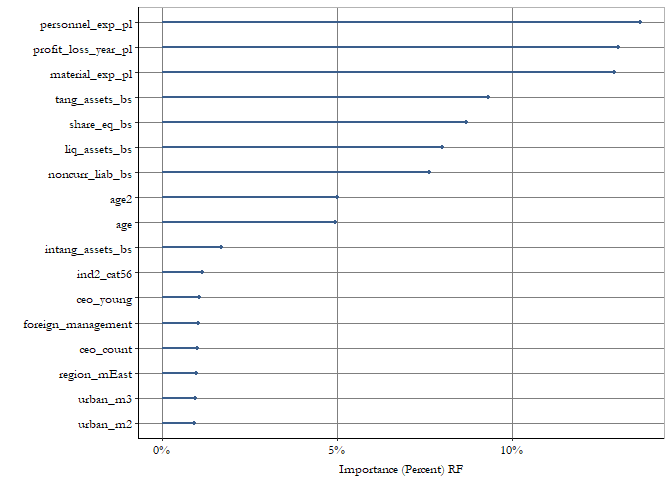 personnel_exp_pl
profit_loss_year_pl
material_exp_pl
tang_assets_bs
share_eq_bs
liq_assets_bs
noncurr_liab_bs
age2
age
intang_assets_bs
ind2_cat56
ceo_young
foreign_management
ceo_count
region_mEast
urban_m3
urban_m2
0% 5% 10%
Importance (Percent) RF